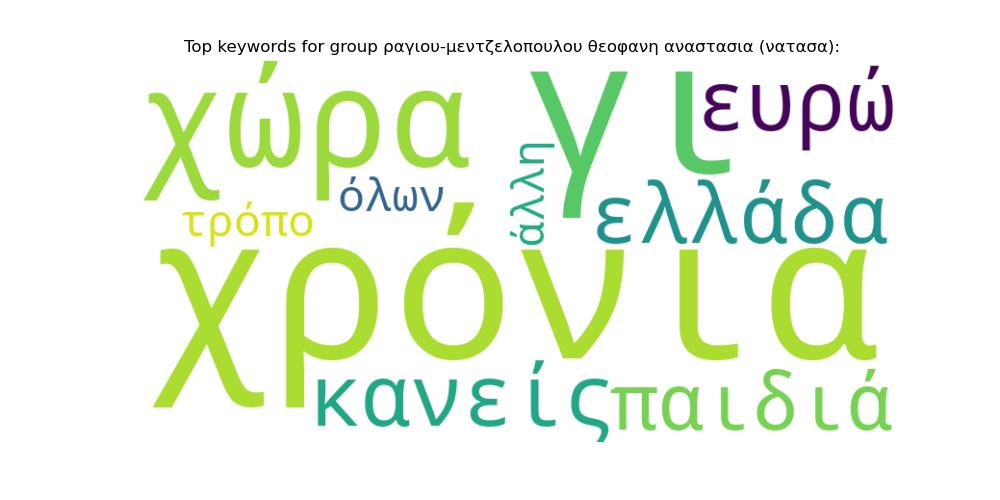 Top keywords for group ραγιου-μεντζελοπουλου θεοφανη αναστασια (νατασα):
χώρα
γι
ευρώ
άλλη
όλων
ελλάδα
τρόπο
χρόνια
κανείς
παιδιά